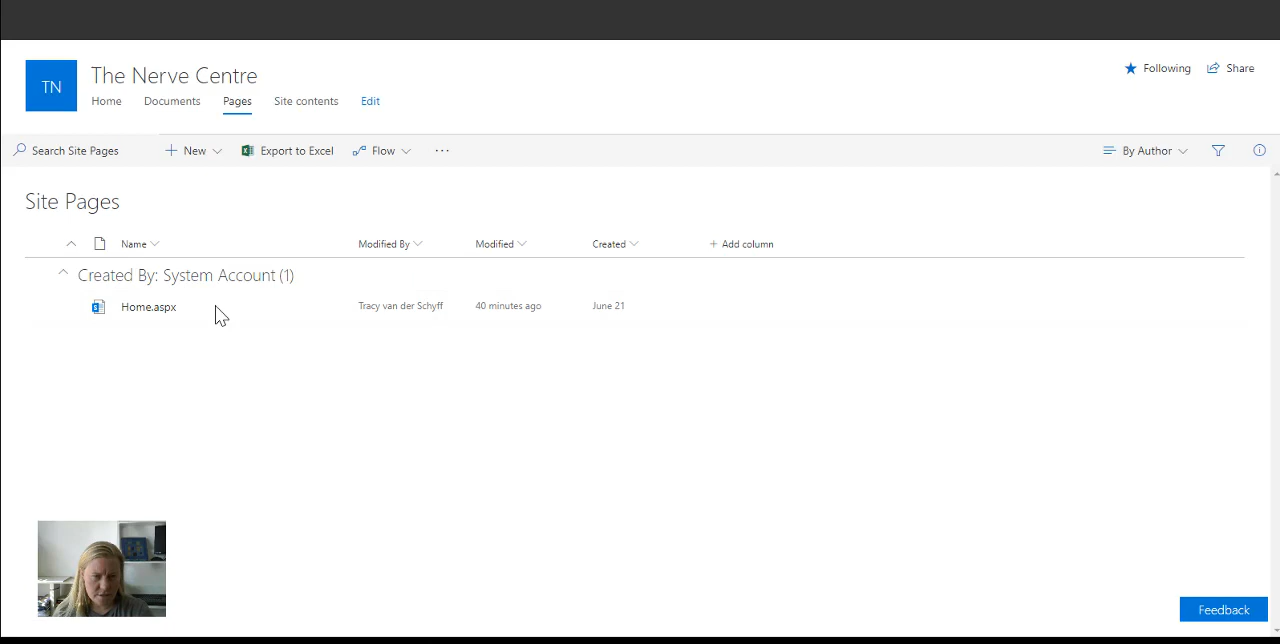 TN
The Nerve Centre
Following
Share
Home
Documents
Pages
Site contents
Edit
Search Site Pages
New
Export to Excel
Flow
...
By Author
Site Pages
Name
Modified By
Modified
Created
+ Add column
Created By: System Account (1)
Home.aspx
Tracy van der Schyff
40 minutes ago
June 21
Feedback